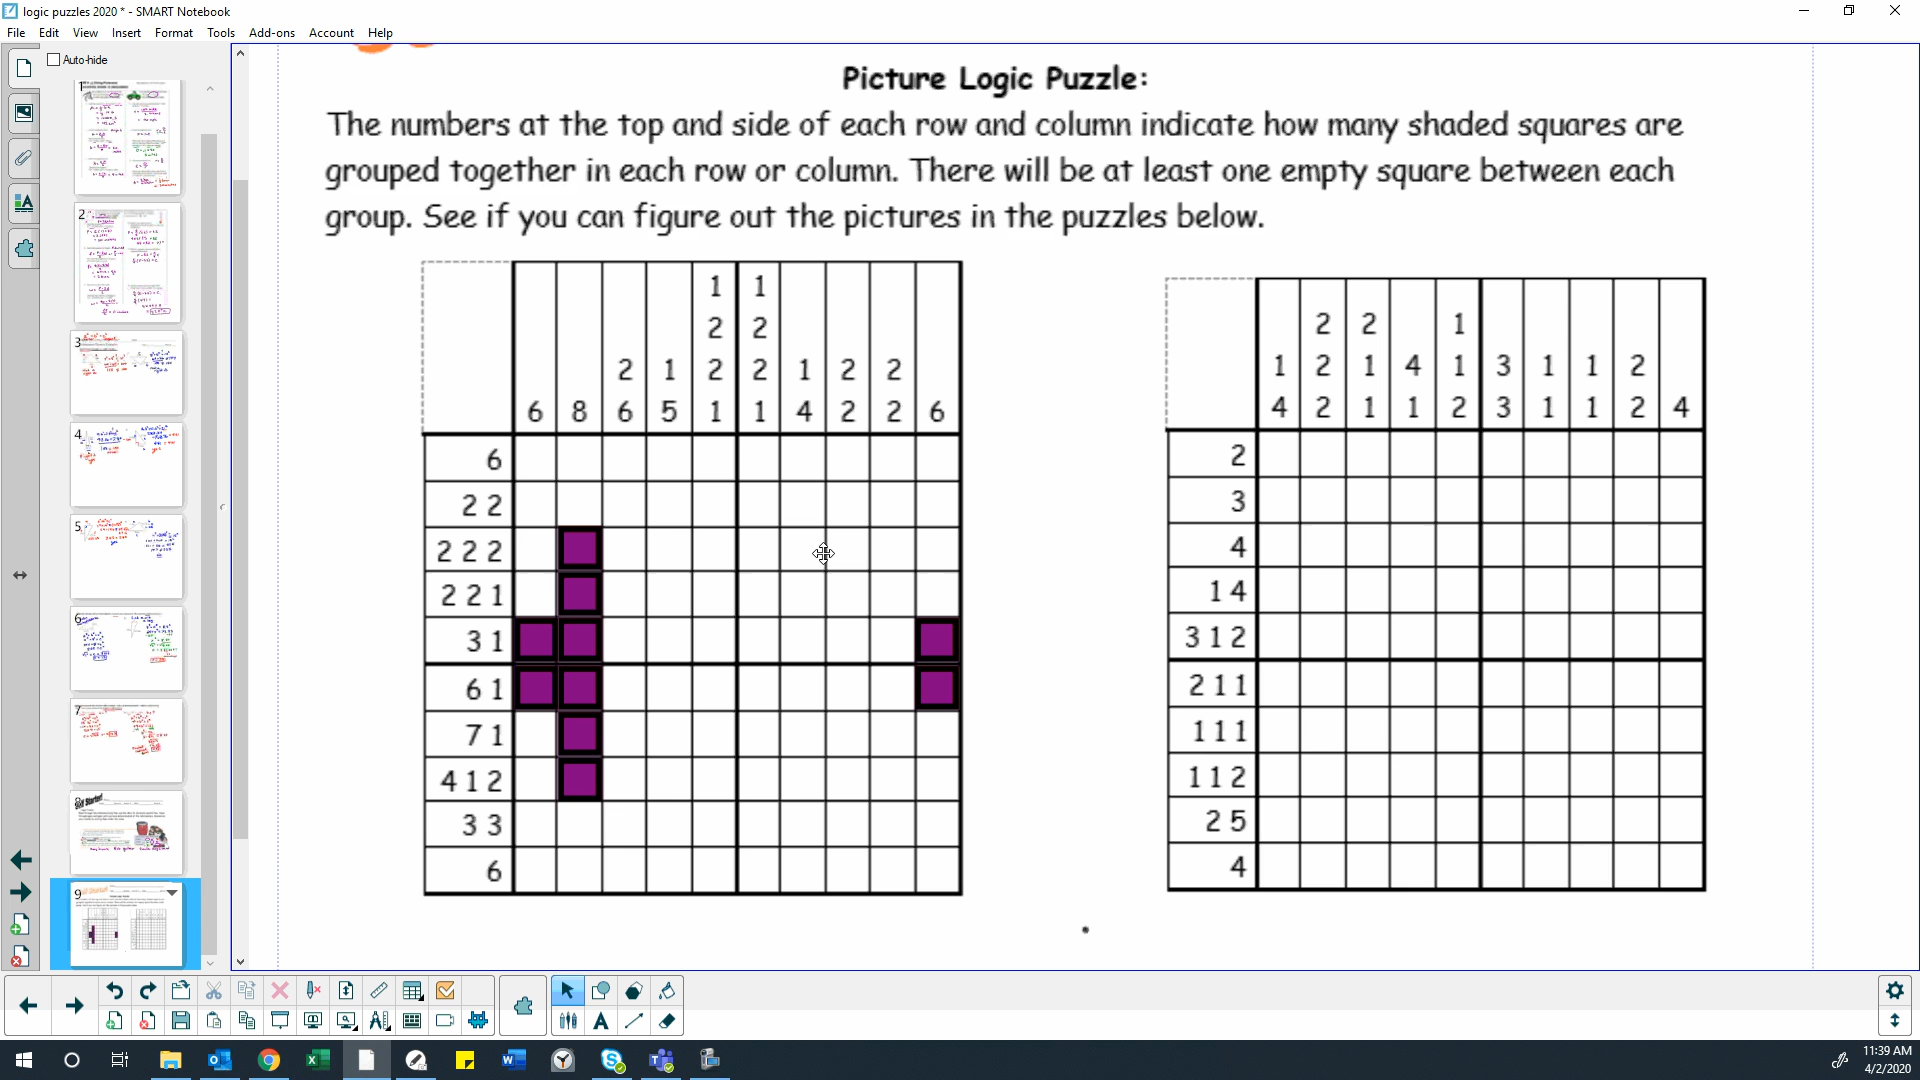 logic puzzles 2020 * - SMART Notebook
File Edit View Insert Format Tools Add-ons Account Help
Auto-hide
1
2
3
4
5
6
7
9
Picture Logic Puzzle:
The numbers at the top and side of each row and column indicate how many shaded squares are
grouped together in each row or column. There will be at least one empty square between each
group. See if you can figure out the pictures in the puzzles below.
1 1
2 2
2 1 2 2 1 2 2
6 8 6 5 1 1 4 2 2 6
6
2 2
2 2 2
2 2 1
3 1
6 1
7 1
4 1 2
3 3
6
2 2 1
1 2 1 4 1 3 1 1 2
4 2 1 1 2 3 1 1 2 4
2
3
4
1 4
3 1 2
2 1 1
1 1 1
1 1 2
2 5
4
11:39 AM
4/2/2020